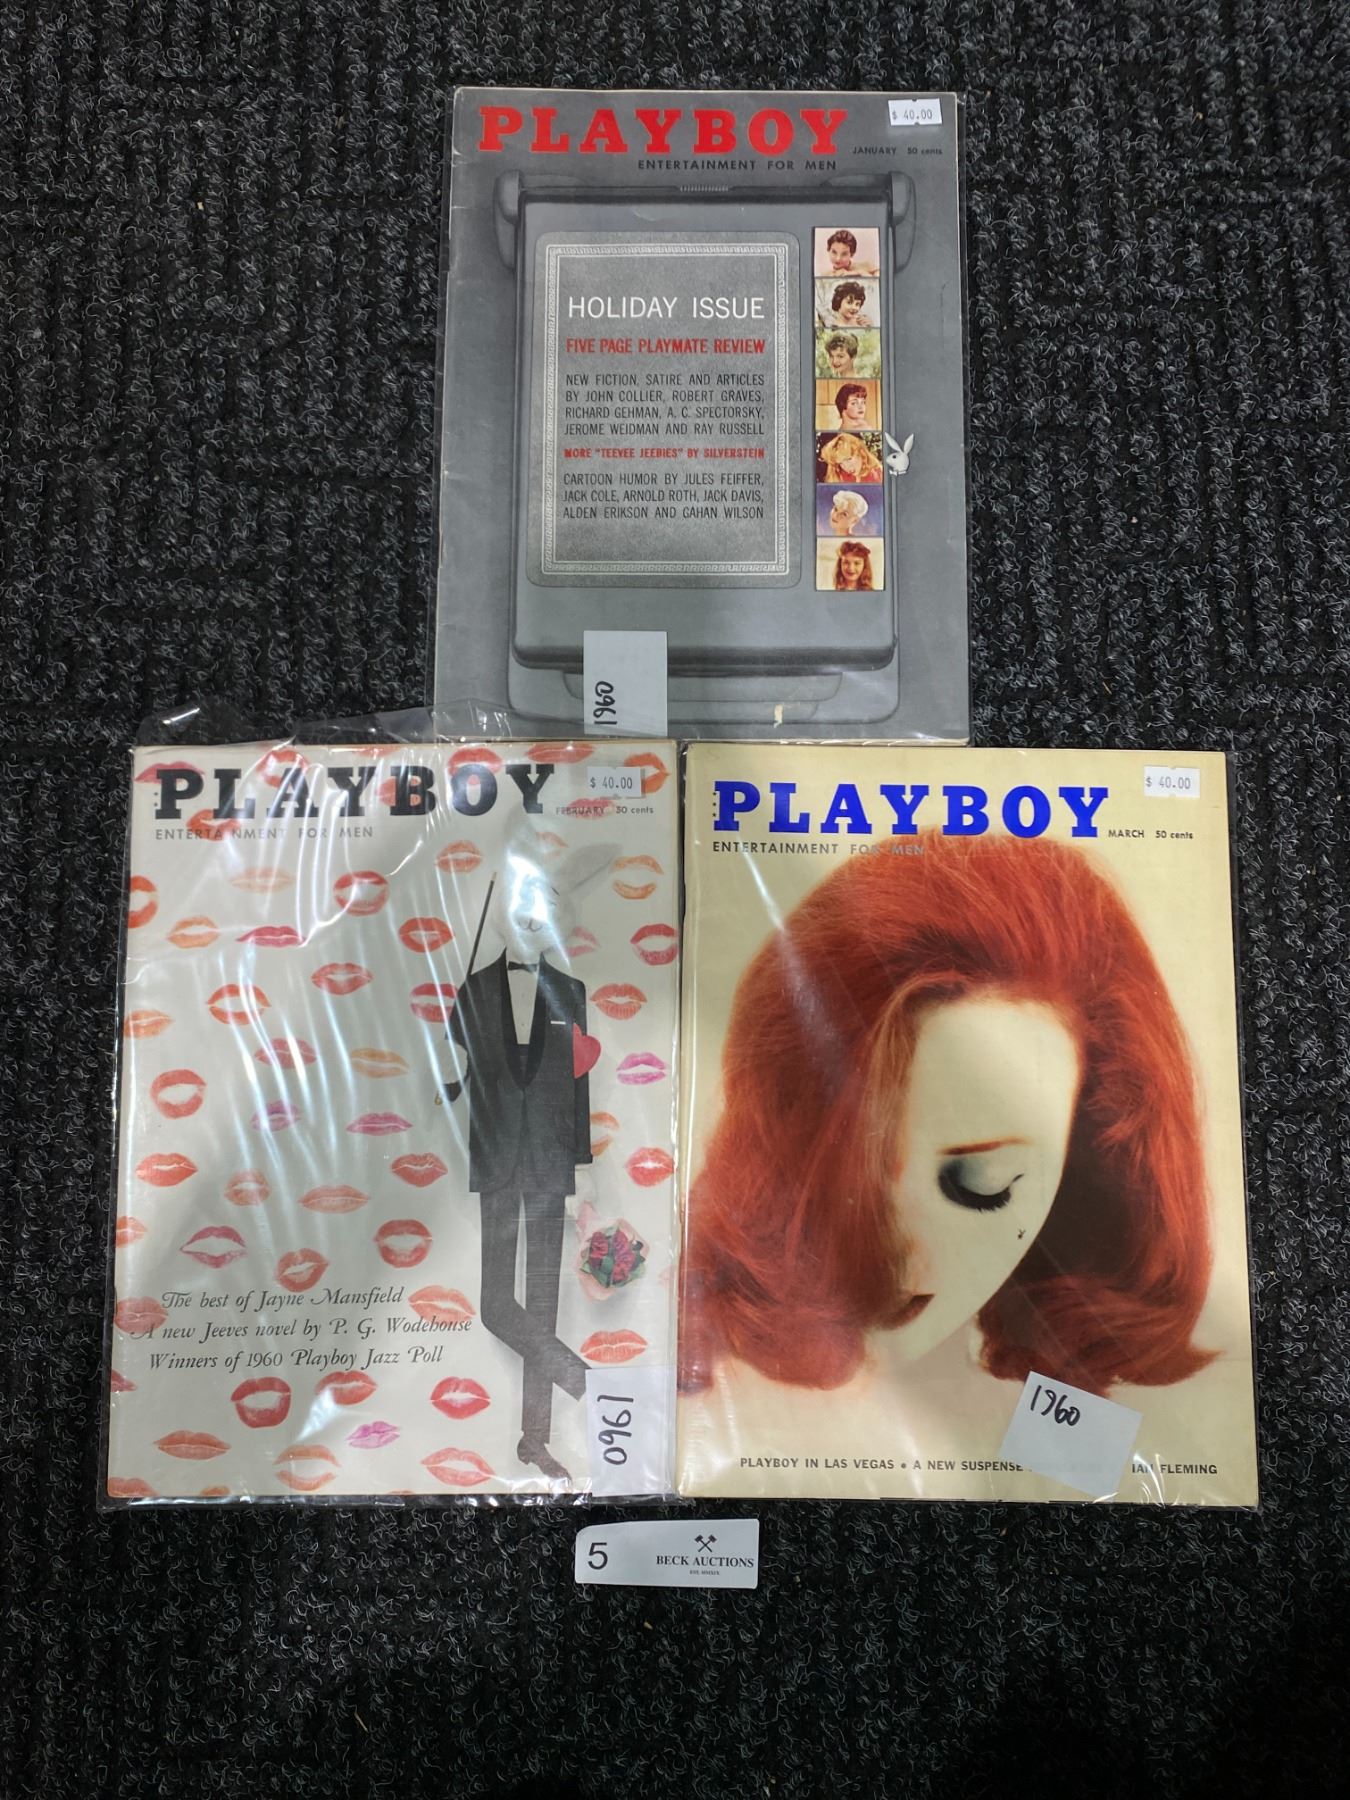 PLAYBOY
ENTERTAINMENT FOR MEN
JANUARY 50 cents
$ 40.00
HOLIDAY ISSUE
FIVE PAGE PLAYMATE REVIEW
NEW FICTION, SATIRE AND ARTICLES
BY JOHN COLLIER, ROBERT GRAVES,
RICHARD GEHMAN, A. C. SPECTORSKY,
JEROME WEIDMAN AND RAY RUSSELL
MORE "TEEVEE JEEBIES" BY SILVERSTEIN
CARTOON HUMOR BY JULES FEIFFER,
JACK COLE, ARNOLD ROTH, JACK DAVIS,
ALDEN ERIKSON AND GAHAN WILSON
1960
PLAYBOY
ENTERTAINMENT FOR MEN
FEBRUARY 50 cents
$ 40.00
The best of Jayne Mansfield
A new Jeeves novel by P. G. Wodehouse
Winners of 1960 Playboy Jazz Poll
1960
PLAYBOY
ENTERTAINMENT FOR MEN
MARCH 50 cents
$ 40.00
1960
PLAYBOY IN LAS VEGAS • A NEW SUSPENSE IAN FLEMING
5
BECK AUCTIONS
EST. MMXIX